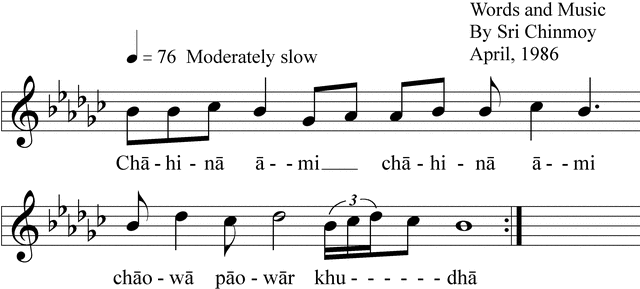 Words and Music
By Sri Chinmoy
April, 1986
= 76 Moderately slow
Chā - hi - nā ā - - mi___ chā - hi - nā ā - - mi
3
chāo - wā pāo - wār khu - - - - - - dhā